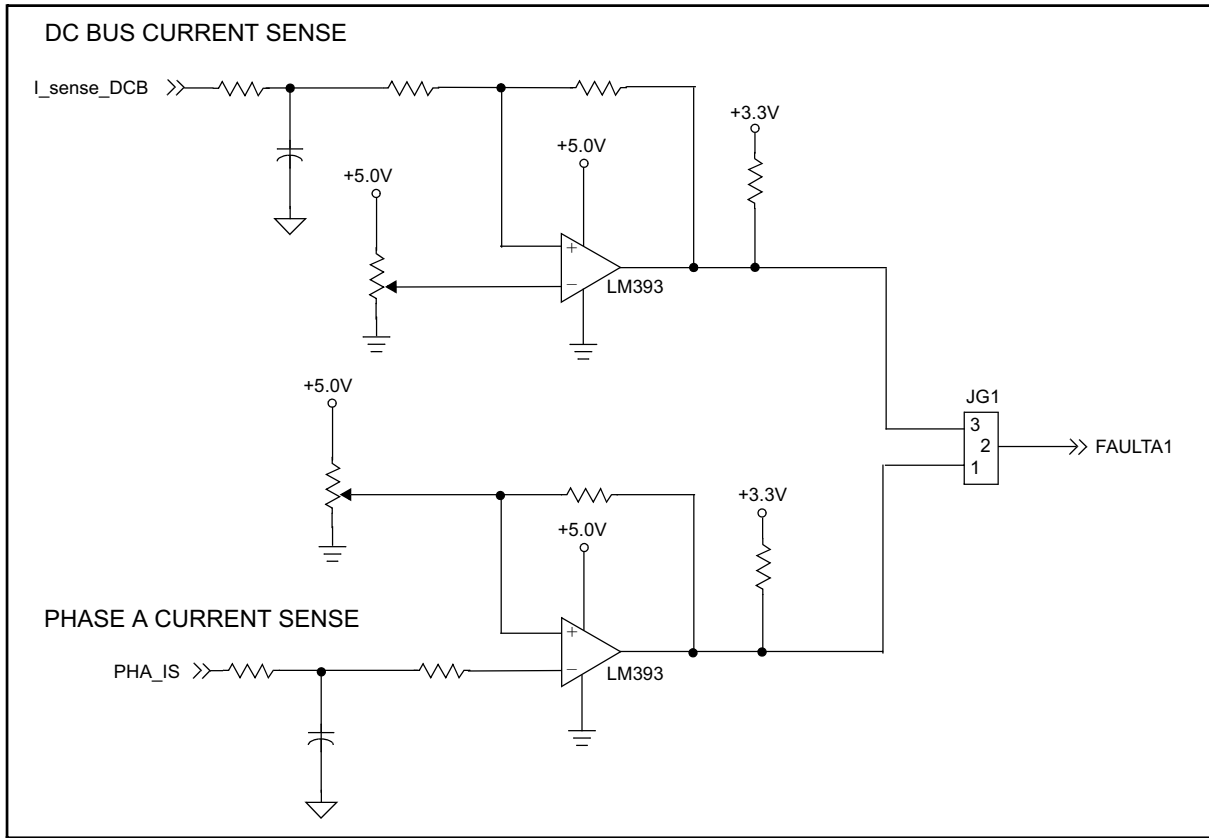 DC BUS CURRENT SENSE
I_sense_DCB
+3.3V
+5.0V
+5.0V
+
−
LM393
+5.0V
JG1
3
2
1
FAULTA1
+3.3V
+5.0V
PHASE A CURRENT SENSE
+
−
LM393
PHA_IS